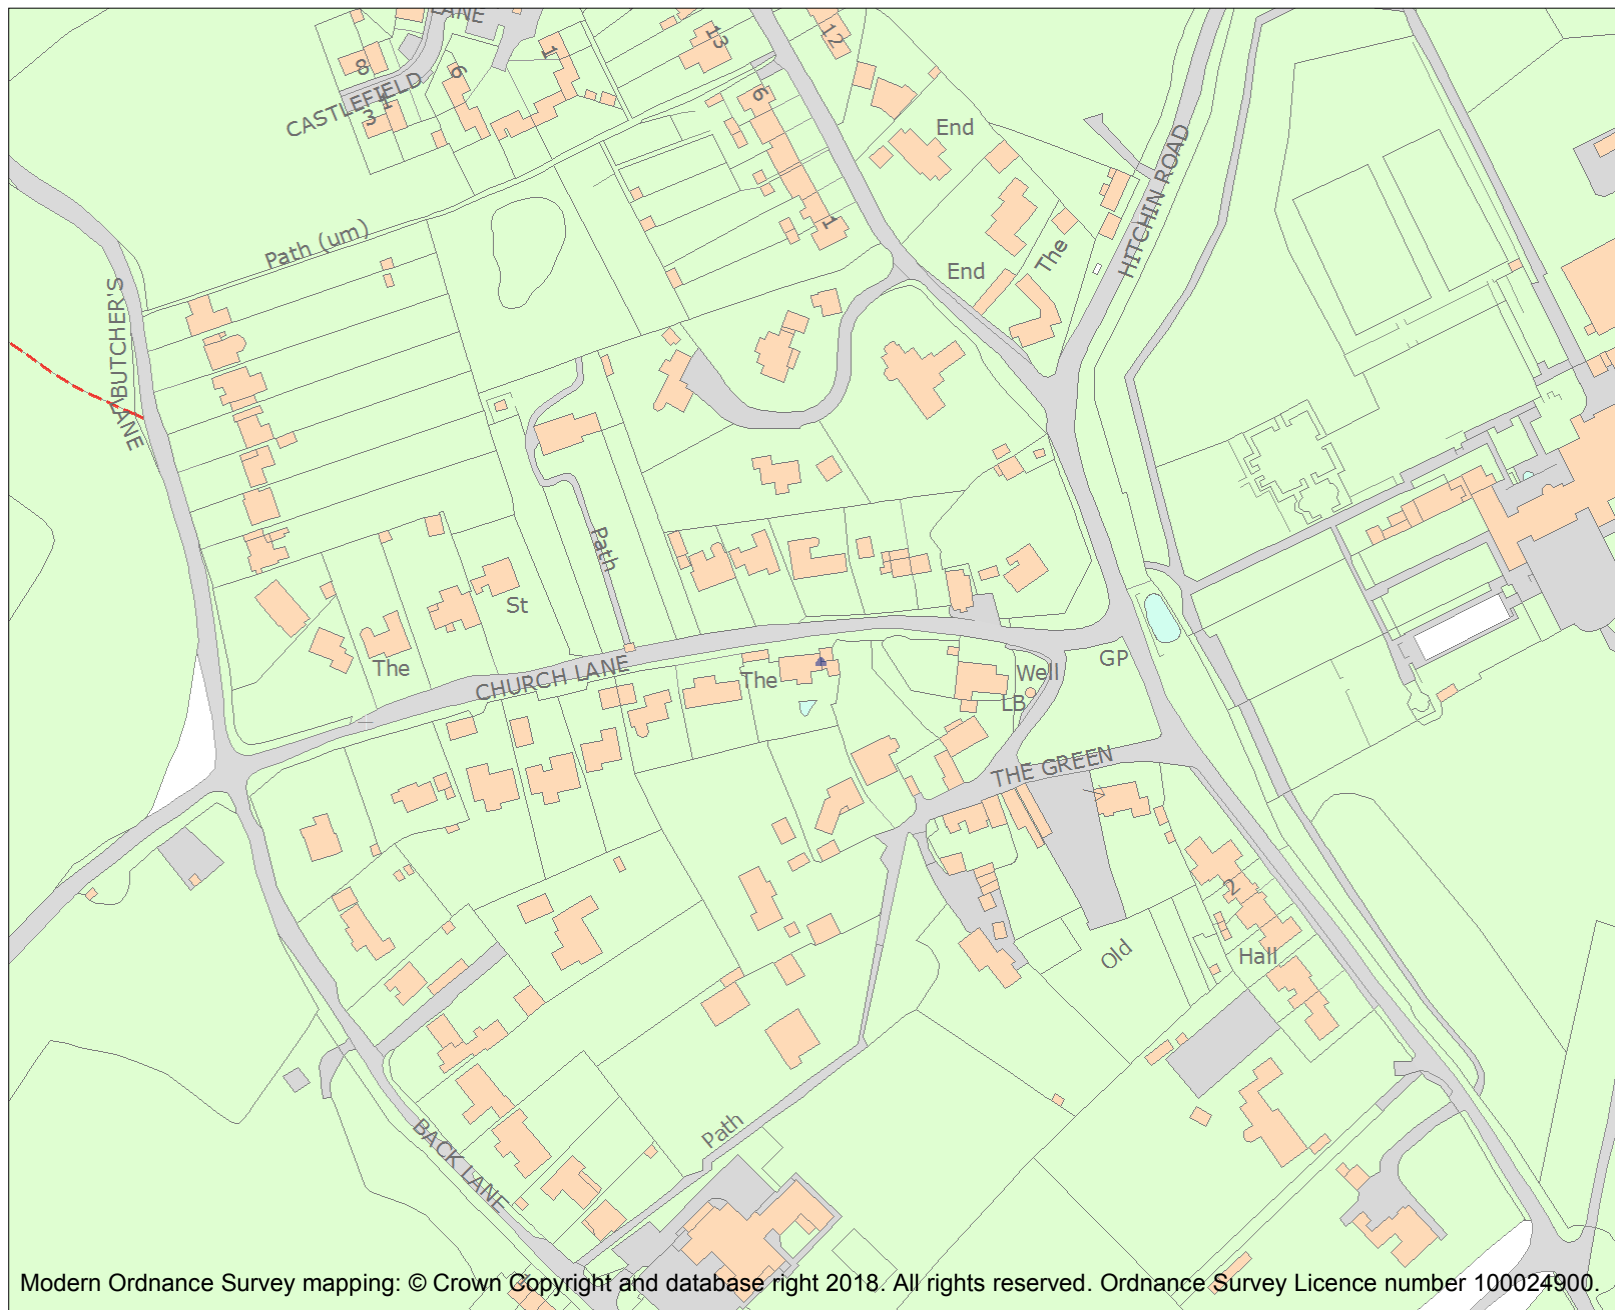 LANE
8
CASTLEFIELD
3
4
6
1
13
12
6
1
End
End
The
HITCHIN ROAD
Path (um)
BUTCHER'S
LANE
Path
St
The
CHURCH LANE
The
Well
LB
GP
THE GREEN
2
Old
Hall
Path
BACK LANE
Modern Ordnance Survey mapping: © Crown Copyright and database right 2018. All rights reserved. Ordnance Survey Licence number 100024900.